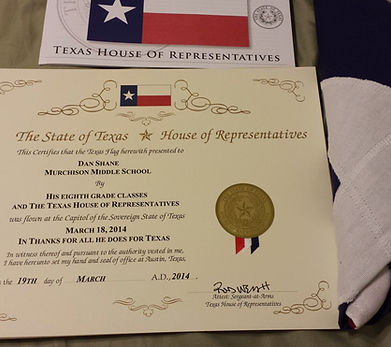 TEXAS HOUSE OF REPRESENTATIVES
The State of Texas House of Representatives
This Certifies that the Texas Flag herewith presented to
DAN SHANE
MURCHISON MIDDLE SCHOOL
By
HIS EIGHTH GRADE CLASSES
AND THE TEXAS HOUSE OF REPRESENTATIVES
was flown at the Capitol of the Sovereign State of Texas
MARCH 18, 2014
IN THANKS FOR ALL HE DOES FOR TEXAS
In witness thereof and pursuant to the authority vested in me,
I have hereunto set my hand and seal of office at Austin, Texas,
the 19TH day of MARCH A.D., 2014.
Attest: Sergeant-at-Arms
Texas House of Representatives